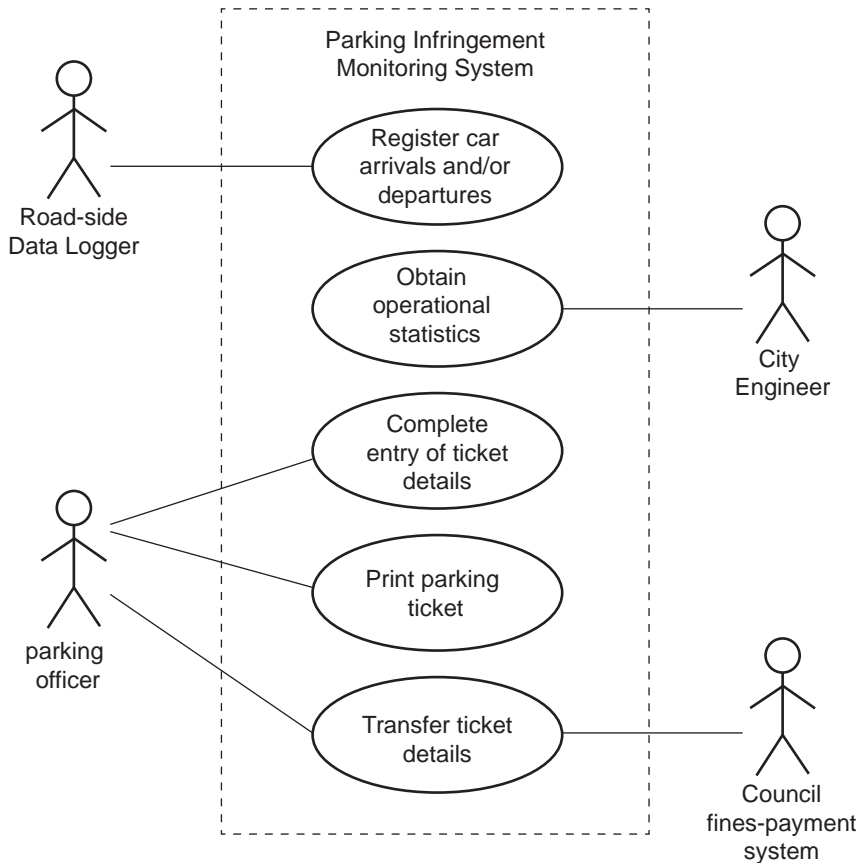 Parking Infringement
Monitoring System
Register car
arrivals and/or
departures
Road-side
Data Logger
Obtain
operational
statistics
City
Engineer
Complete
entry of ticket
details
Print parking
ticket
parking
officer
Transfer ticket
details
Council
fines-payment
system